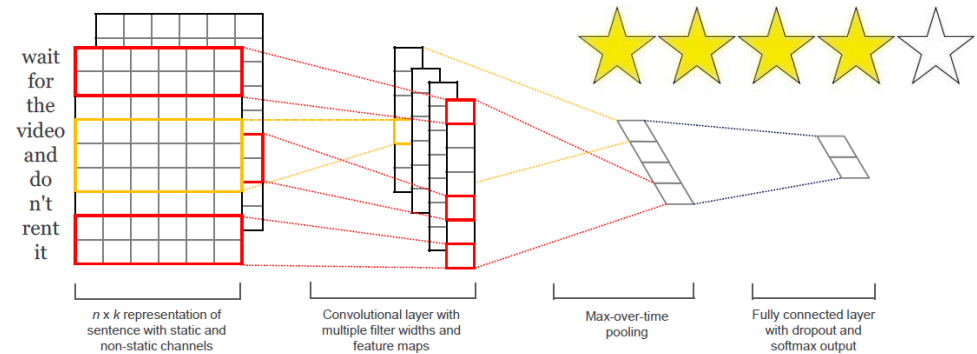 wait
for
the
video
and
do
n't
rent
it
n x k representation of
sentence with static and
non-static channels
Convolutional layer with
multiple filter widths and
feature maps
Max-over-time
pooling
Fully connected layer
with dropout and
softmax output